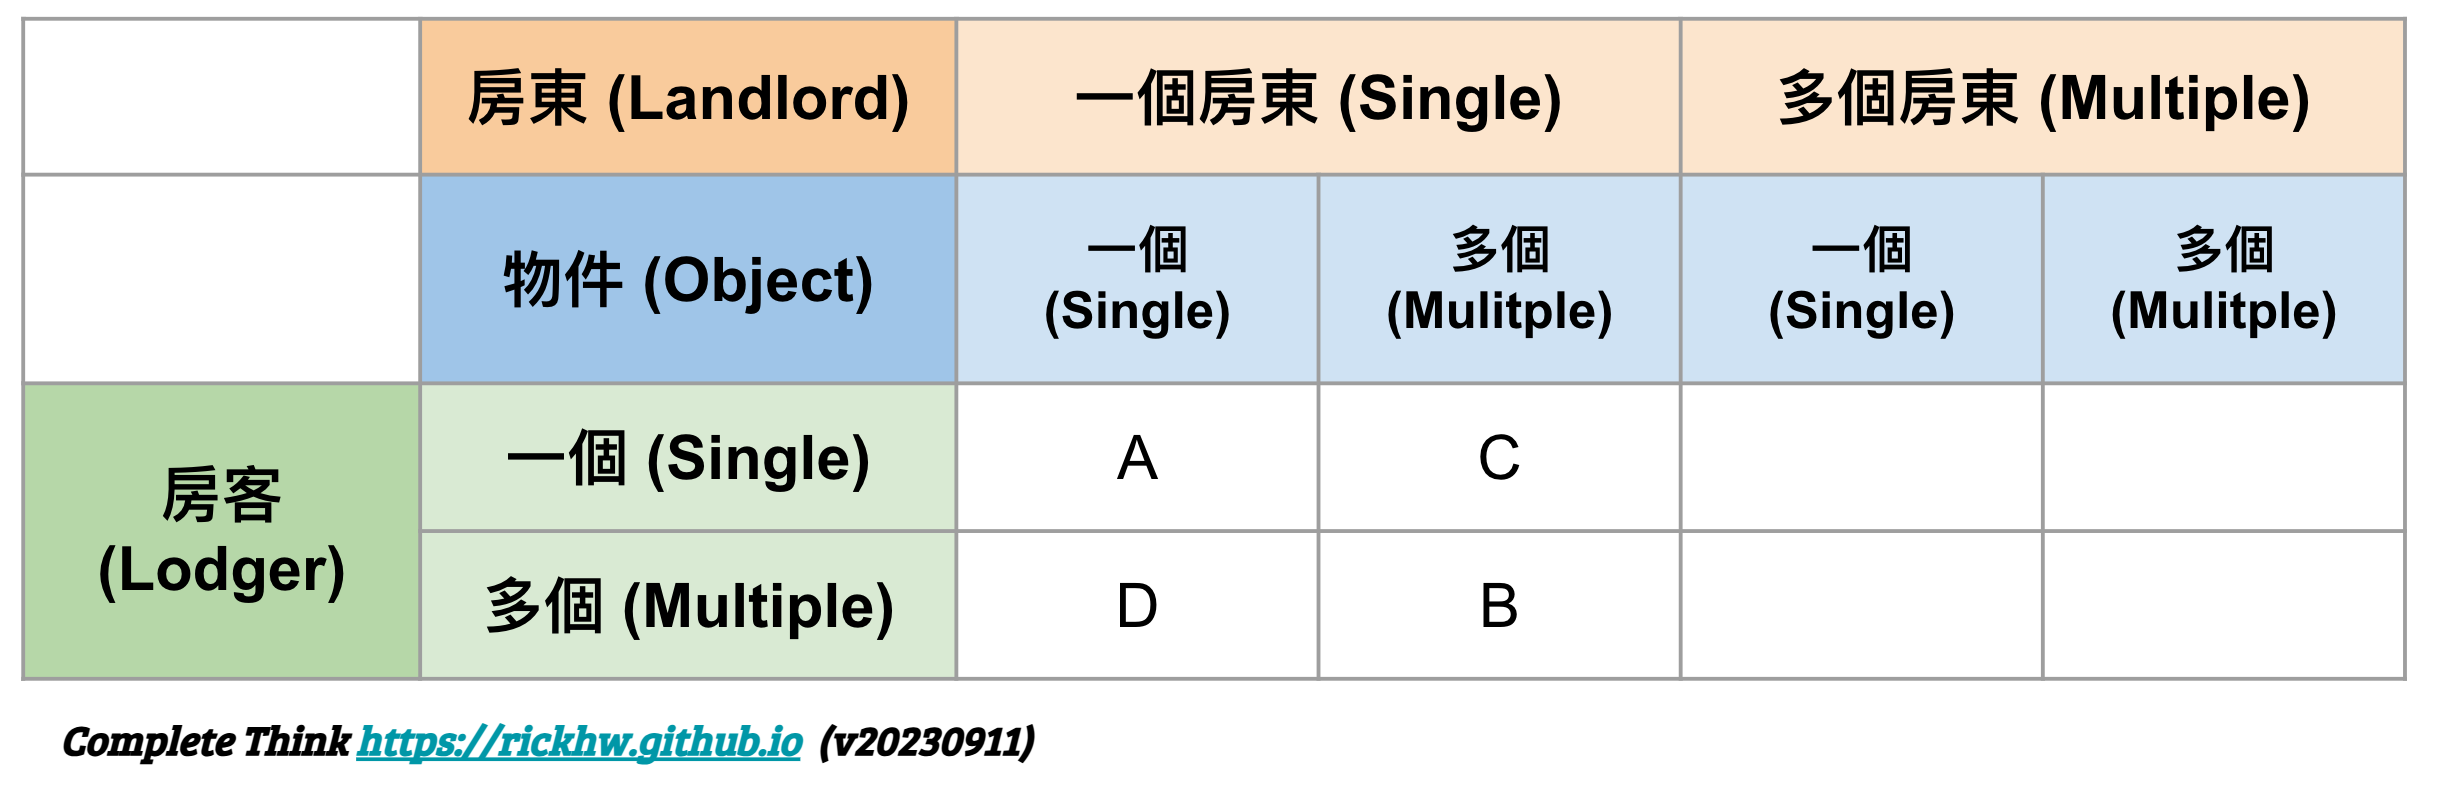 房東 (Landlord)
一個房東 (Single)
多個房東 (Multiple)
物件 (Object)
一個
(Single)
多個
(Mulitple)
一個
(Single)
多個
(Mulitple)
房客
(Lodger)
一個 (Single)
A
C
多個 (Multiple)
D
B
Complete Think https://rickhw.github.io (v20230911)